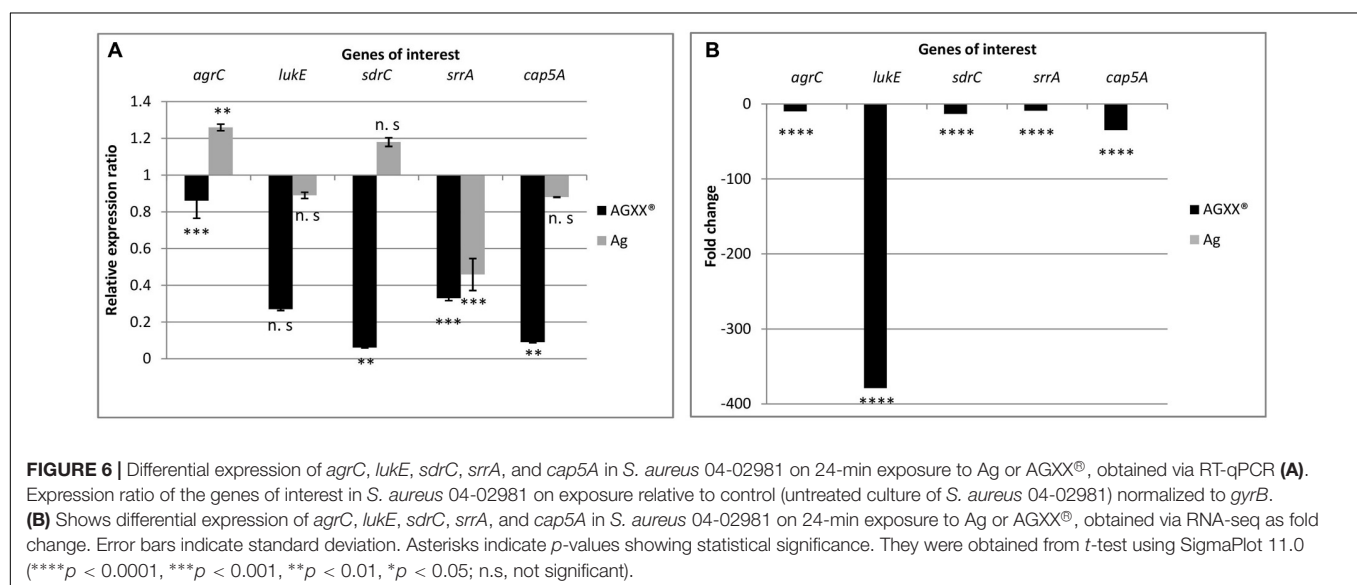 A
Genes of interest
agrC lukE sdrC srrA cap5A
Relative expression ratio
1.4
1.2
1
0.8
0.6
0.4
0.2
0
**
***
n. s
n. s
n. s
**
***
***
n. s
**
AGXX®
Ag
B
Genes of interest
agrC lukE sdrC srrA cap5A
Fold change
0
-100
-200
-300
-400
****
****
****
****
****
AGXX®
Ag
FIGURE 6 | Differential expression of agrC, lukE, sdrC, srrA, and cap5A in S. aureus 04-02981 on 24-min exposure to Ag or AGXX®, obtained via RT-qPCR (A).
Expression ratio of the genes of interest in S. aureus 04-02981 on exposure relative to control (untreated culture of S. aureus 04-02981) normalized to gyrB.
(B) Shows differential expression of agrC, lukE, sdrC, srrA, and cap5A in S. aureus 04-02981 on 24-min exposure to Ag or AGXX®, obtained via RNA-seq as fold
change. Error bars indicate standard deviation. Asterisks indicate p-values showing statistical significance. They were obtained from t-test using SigmaPlot 11.0
(****p < 0.0001, ***p < 0.001, **p < 0.01, *p < 0.05; n.s, not significant).